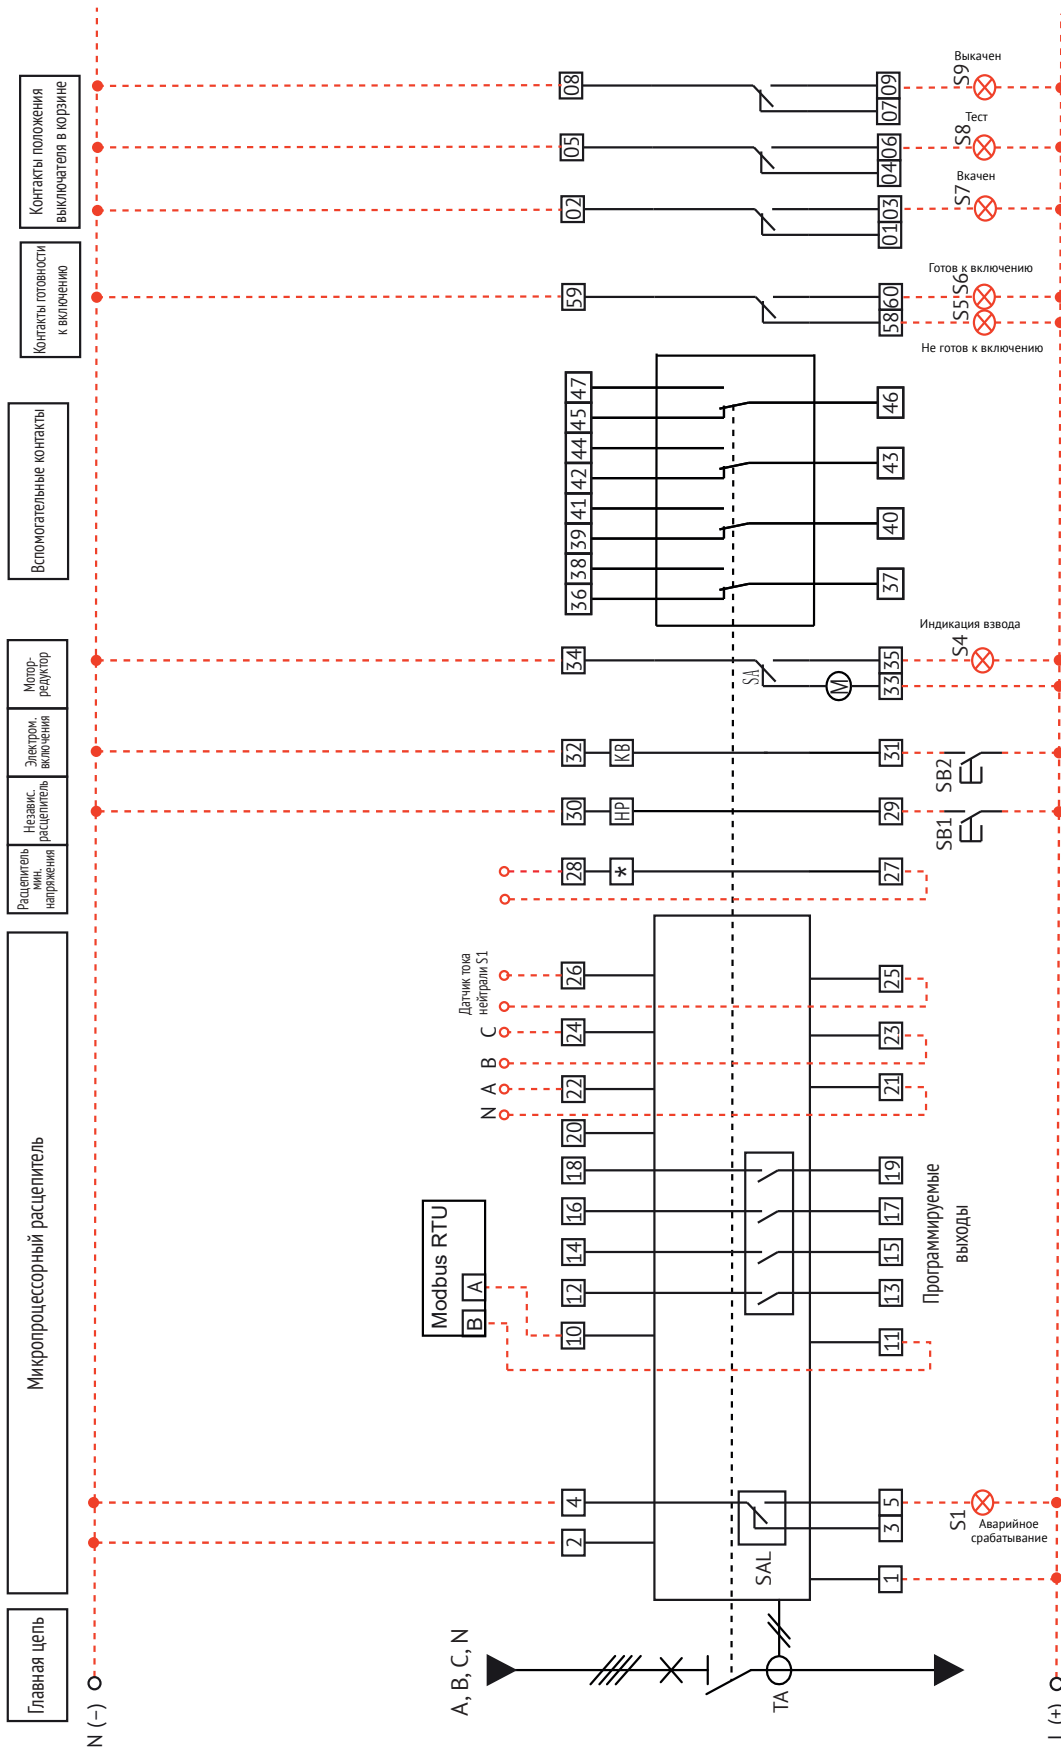 Главная цепь
Микропроцессорный расцепитель
Расцепитель
мин.
напряжения
Независ.
расцепитель
Электром.
включения
Мотор-
редуктор
Вспомогательные контакты
Контакты готовности
к включению
Контакты положения
выключателя в корзине
N (−)
A, B, C, N
Modbus RTU
B
A
N
A
B
C
Датчик тока
нейтрали S1
2
4
10
12
14
16
18
20
22
24
26
28
30
32
34
36
38
39
41
42
44
45
47
59
02
05
08
*
НР
КВ
TA
SAL
SA
M
1
3
5
11
13
15
17
19
21
23
25
27
29
31
33
35
37
40
43
46
58
60
01
03
04
06
07
09
Программируемые
выходы
S1
Аварийное
срабатывание
SB1
SB2
S4
Индикация взвода
S5
S6
Готов к включению
Не готов к включению
S7
Вкачен
S8
Тест
S9
Выкачен
L (+)